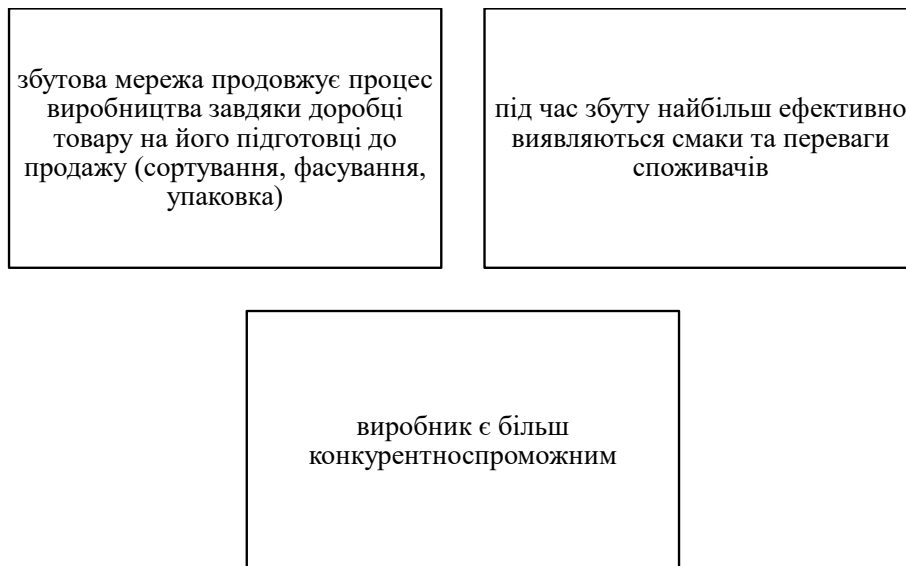 збутова мережа продовжує процес
виробництва завдяки доробці
товару на його підготовці до
продажу (сортування, фасування,
упаковка)
під час збуту найбільш ефективно
виявляються смаки та переваги
споживачів
виробник є більш
конкурентноспроможним